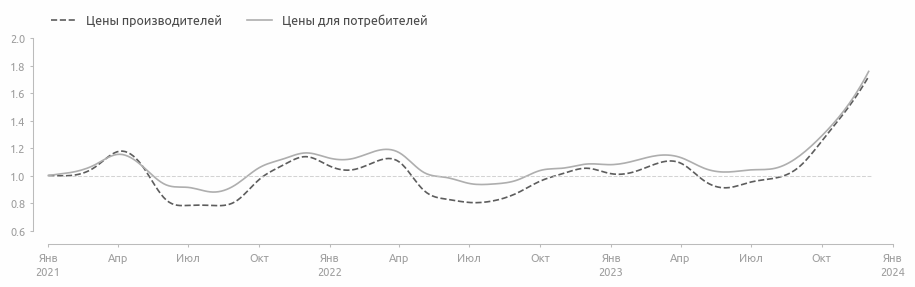 Цены производителей Цены для потребителей
2.0
1.8
1.6
1.4
1.2
1.0
0.8
0.6
Янв Апр Июл Окт Янв Апр Июл Окт Янв Апр Июл Окт Янв
2021 2022 2023 2024